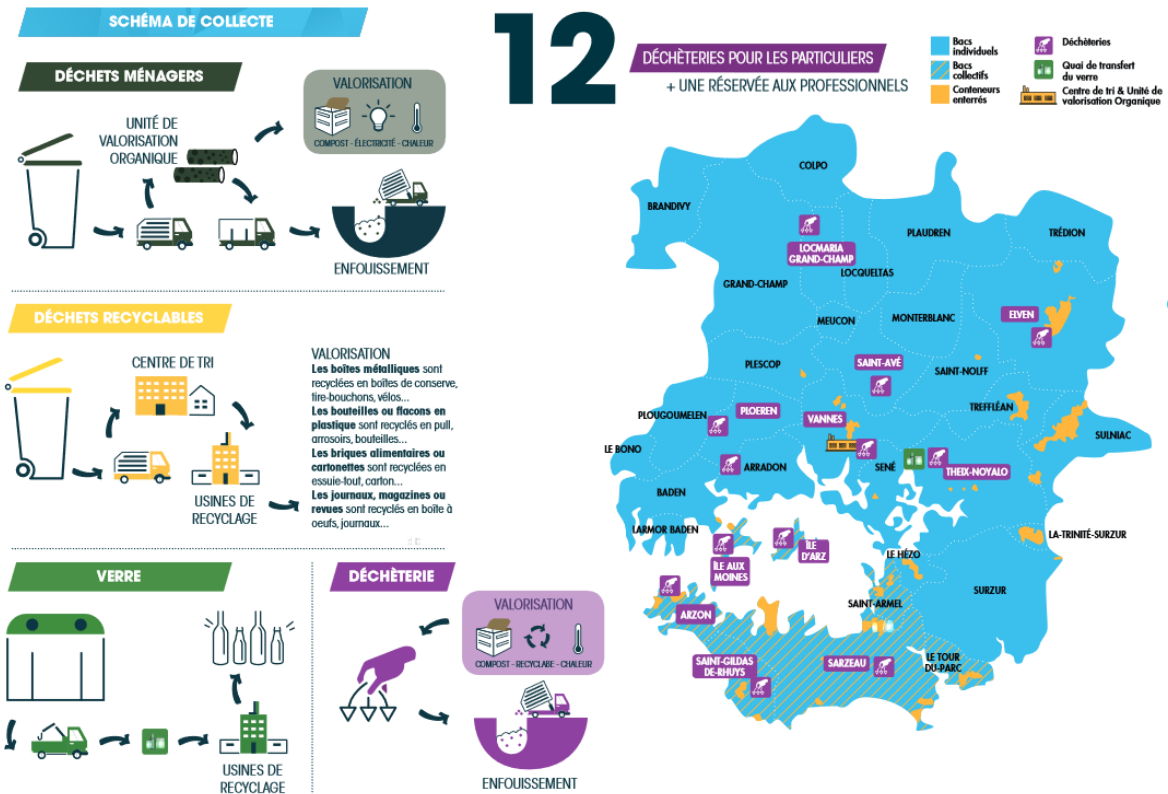 SCHÉMA DE COLLECTE
DÉCHETS MÉNAGERS
UNITÉ DE
VALORISATION
ORGANIQUE
VALORISATION
COMPOST - ÉLECTRICITÉ - CHALEUR
ENFOUISSEMENT
DÉCHETS RECYCLABLES
CENTRE DE TRI
USINES DE
RECYCLAGE
VALORISATION
Les boîtes métalliques sont
recyclées en boîtes de conserve,
tire-bouchons, vélos...
Les bouteilles ou flacons en
plastique sont recyclés en pull,
arrosoirs, bouteilles...
Les briques alimentaires ou
cartonettes sont recyclées en
essuie-tout, carton...
Les journaux, magazines ou
revues sont recyclés en boîte à
oeufs, journaux...
VERRE
USINES DE
RECYCLAGE
DÉCHÈTERIE
VALORISATION
COMPOST - RECYCLABE - CHALEUR
ENFOUISSEMENT
12
DÉCHÈTERIES POUR LES PARTICULIERS
+ UNE RÉSERVÉE AUX PROFESSIONNELS
Bacs
individuels
Bacs
collectifs
Conteneurs
enterrés
Déchèteries
Quai de transfert
du verre
Centre de tri & Unité de
valorisation Organique
COLPO
BRANDIVY
PLAUDREN
TRÉDION
LOCMARIA
GRAND-CHAMP
LOCQUELTAS
GRAND-CHAMP
MEUCON
MONTERBLANC
ELVEN
PLESCOP
SAINT-AVÉ
SAINT-NOLFF
TREFFLÉAN
PLOUGOUMELEN
PLOEREN
VANNES
SULNIAC
LE BONO
ARRADON
SENÉ
THEIX-NOYALO
BADEN
LARMOR BADEN
LA-TRINITÉ-SURZUR
ÎLE
D'ARZ
LE HÉZO
ÎLE AUX
MOINES
SURZUR
SAINT-ARMEL
ARZON
SAINT-GILDAS
DE-RHUYS
SARZEAU
LE TOUR
DU-PARC